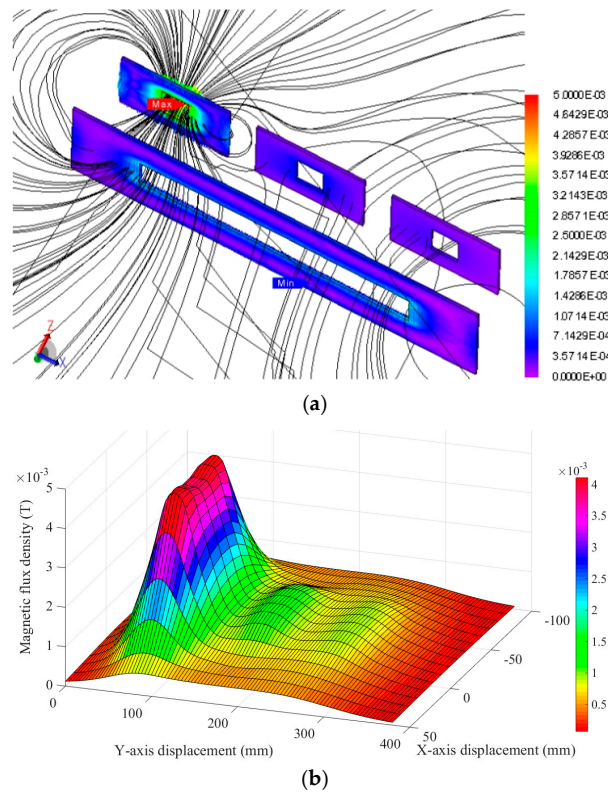 Max
Min
Z
X
5.0000E-03
4.6429E-03
4.2857E-03
3.9286E-03
3.5714E-03
3.2143E-03
2.8571E-03
2.5000E-03
2.1429E-03
1.7857E-03
1.4286E-03
1.0714E-03
7.1429E-04
3.5714E-04
0.0000E+00
(a)
×10⁻³
5
4
3
2
1
0
Magnetic flux density (T)
0
100
200
300
400
Y-axis displacement (mm)
50
0
-50
-100
X-axis displacement (mm)
×10⁻³
4
3.5
3
2.5
2
1.5
1
0.5
(b)